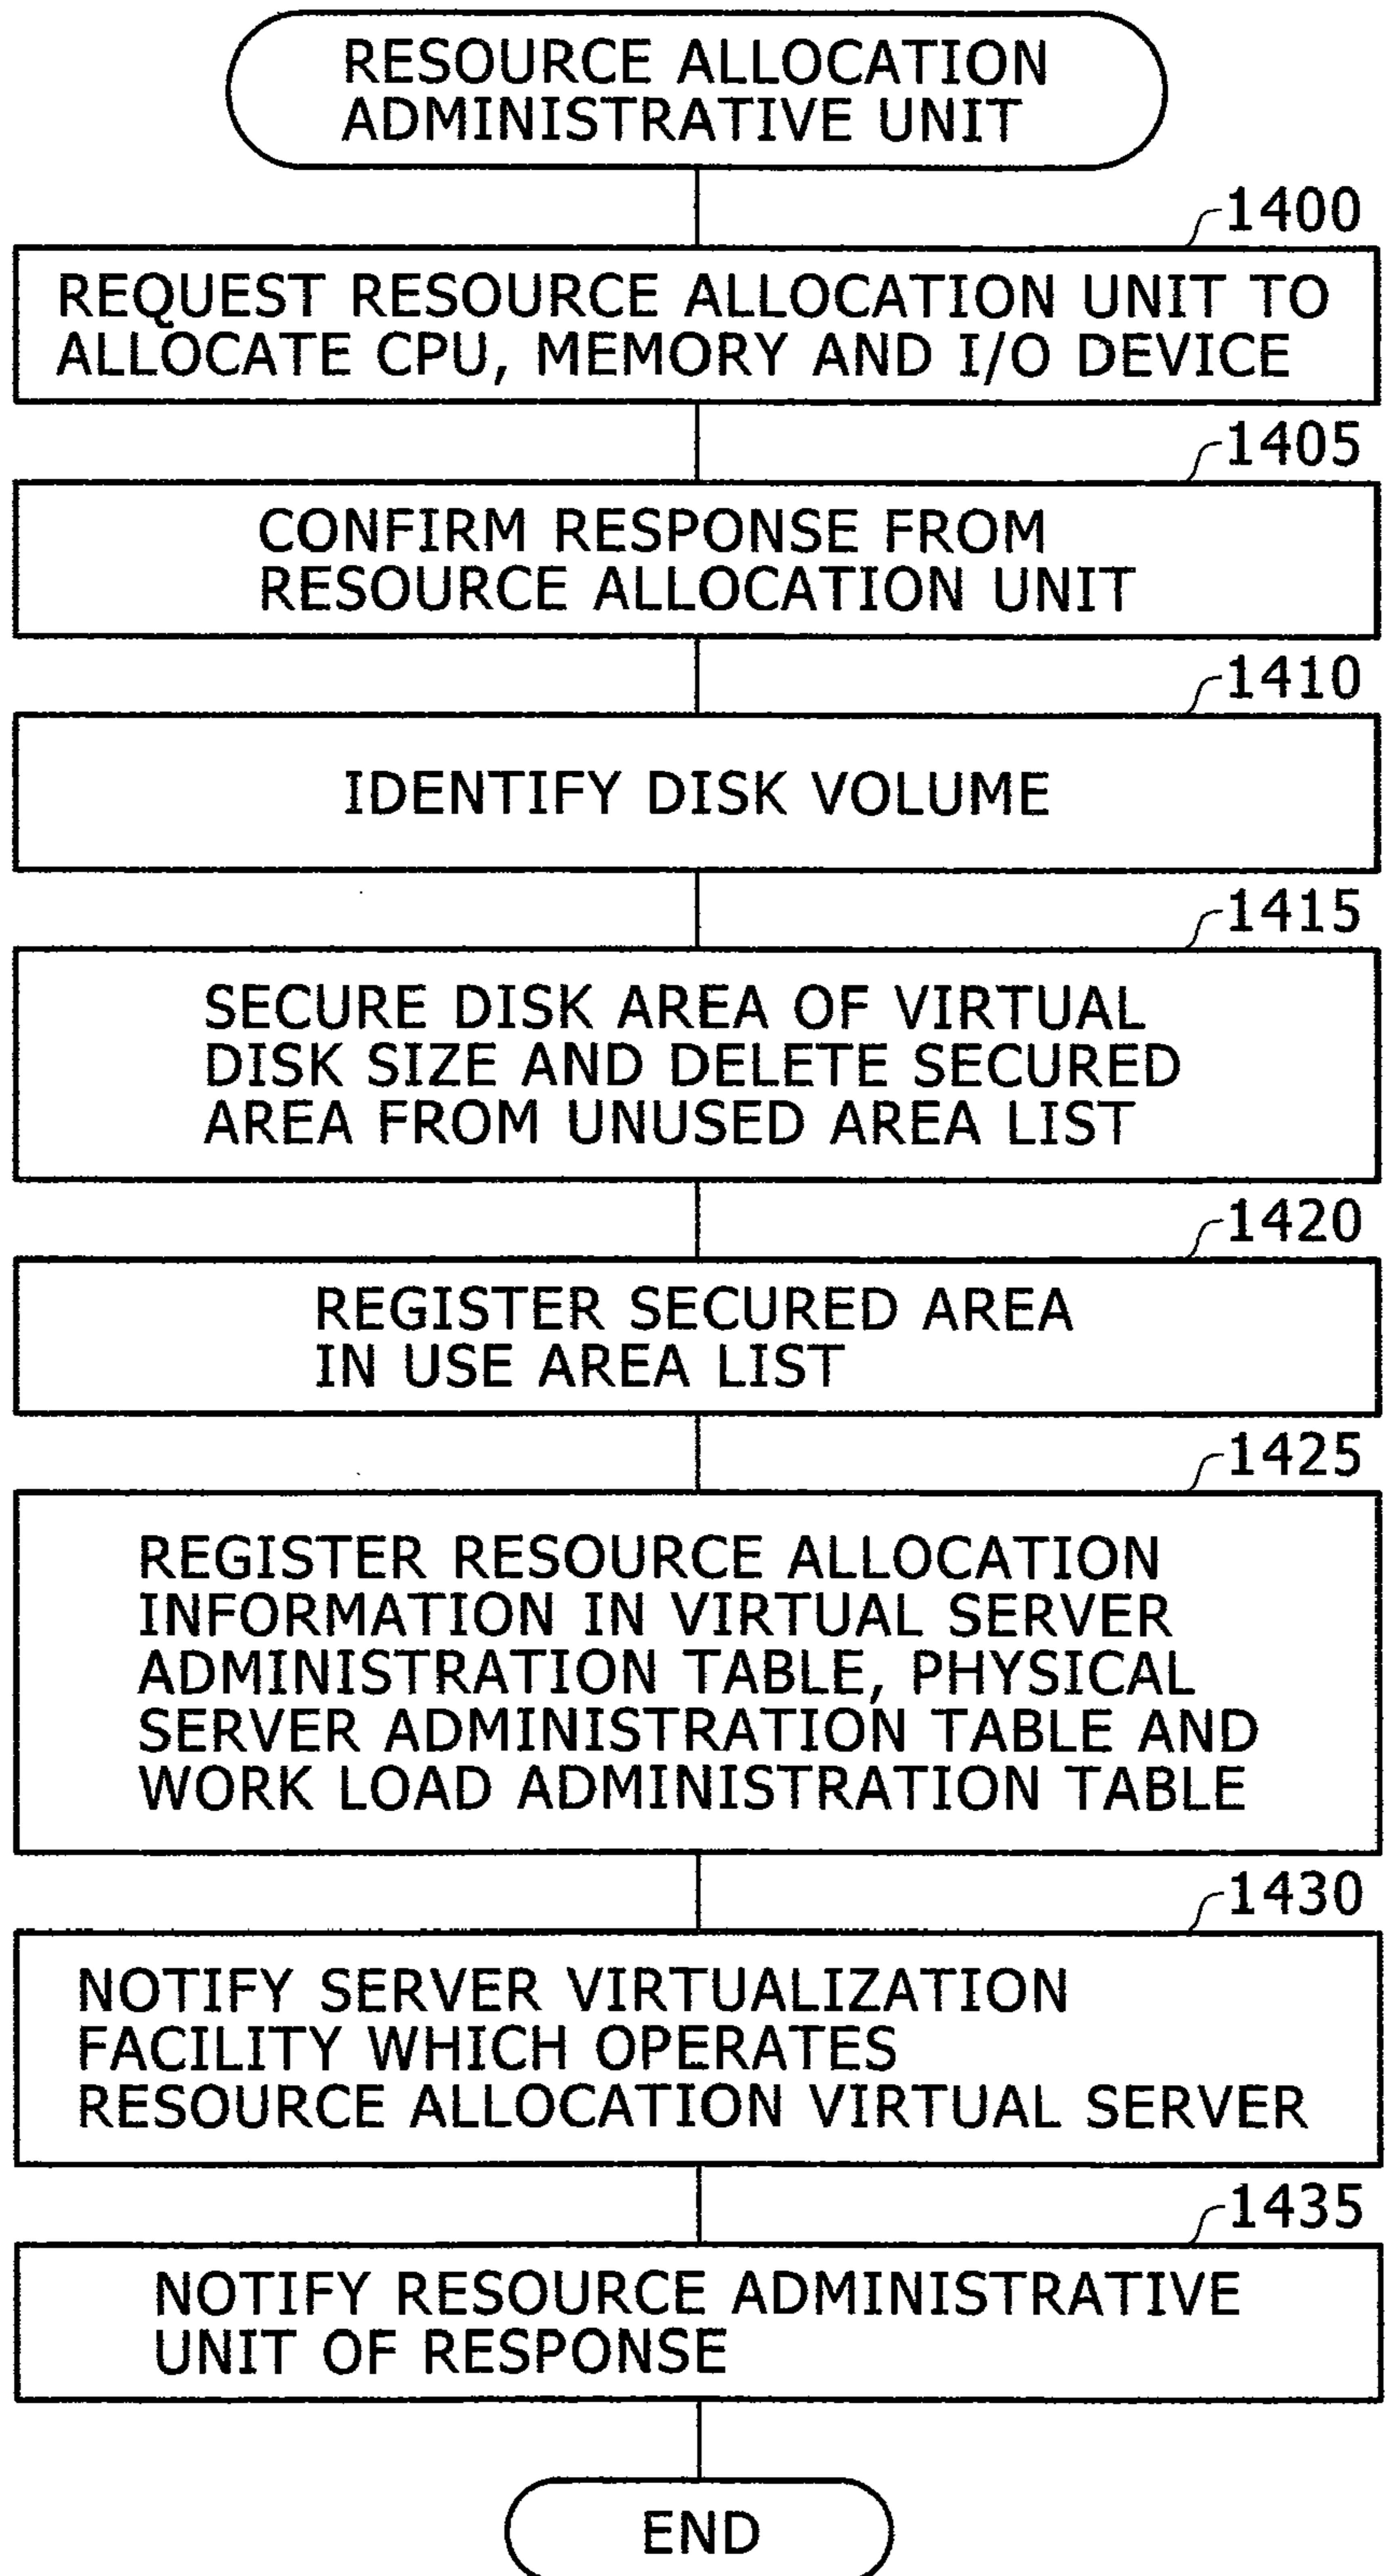 RESOURCE ALLOCATION
ADMINISTRATIVE UNIT
1400
REQUEST RESOURCE ALLOCATION UNIT TO
ALLOCATE CPU, MEMORY AND I/O DEVICE
1405
CONFIRM RESPONSE FROM
RESOURCE ALLOCATION UNIT
1410
IDENTIFY DISK VOLUME
1415
SECURE DISK AREA OF VIRTUAL
DISK SIZE AND DELETE SECURED
AREA FROM UNUSED AREA LIST
1420
REGISTER SECURED AREA
IN USE AREA LIST
1425
REGISTER RESOURCE ALLOCATION
INFORMATION IN VIRTUAL SERVER
ADMINISTRATION TABLE, PHYSICAL
SERVER ADMINISTRATION TABLE AND
WORK LOAD ADMINISTRATION TABLE
1430
NOTIFY SERVER VIRTUALIZATION
FACILITY WHICH OPERATES
RESOURCE ALLOCATION VIRTUAL SERVER
1435
NOTIFY RESOURCE ADMINISTRATIVE
UNIT OF RESPONSE
END